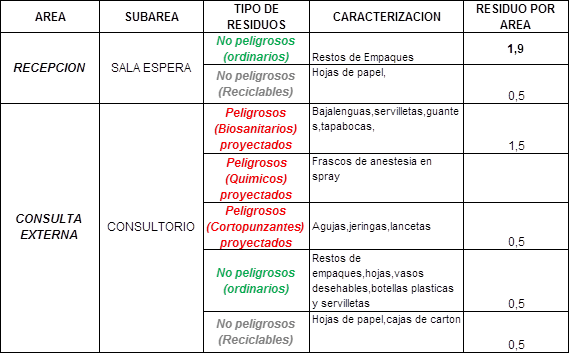 AREA
SUBAREA
TIPO DE
RESIDUOS
CARACTERIZACION
RESIDUO POR
AREA
RECEPCION
SALA ESPERA
No peligrosos
(ordinarios)
Restos de Empaques
1,9
No peligrosos
(Reciclables)
Hojas de papel,
0,5
CONSULTA
EXTERNA
CONSULTORIO
Peligrosos
(Biosanitarios)
proyectados
Bajalenguas,servilletas,guante
s,tapabocas,
1,5
Peligrosos
(Quimicos)
proyectados
Frascos de anestesia en
spray
Peligrosos
(Cortopunzantes)
proyectados
Agujas,jeringas,lancetas
0,5
No peligrosos
(ordinarios)
Restos de
empaques,hojas,vasos
desehables,botellas plasticas
y servilletas
0,5
No peligrosos
(Reciclables)
Hojas de papel,cajas de carton
0,5